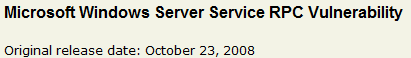 Microsoft Windows Server Service RPC Vulnerability
Original release date: October 23, 2008